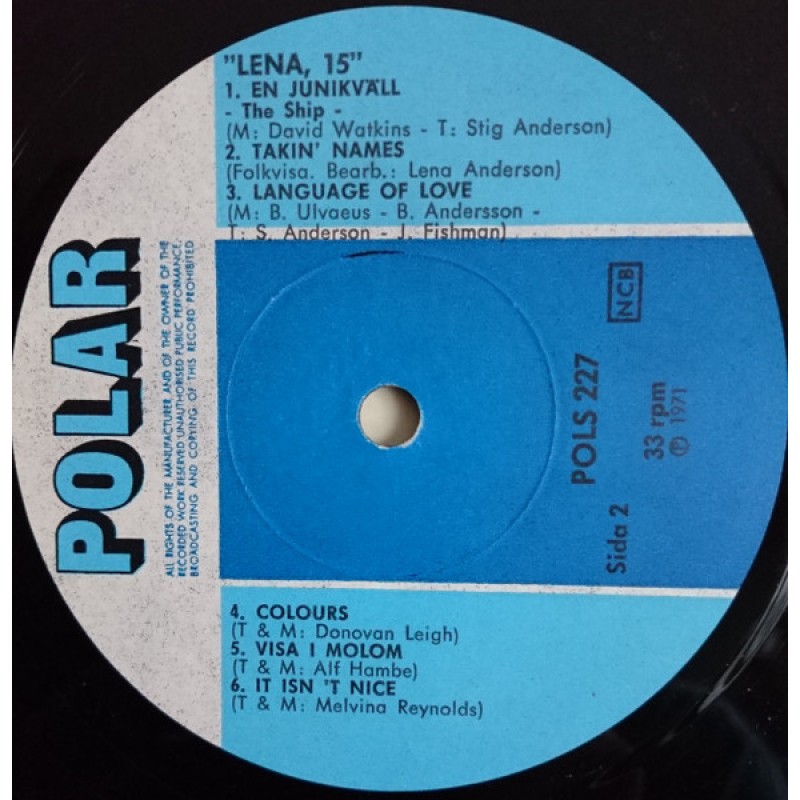 "LENA, 15"
1. EN JUNIKVÄLL
- The Ship -
(M: David Watkins - T: Stig Anderson)
2. TAKIN' NAMES
(Folkvisa. Bearb.: Lena Anderson)
3. LANGUAGE OF LOVE
(M: B. Ulvaeus - B. Andersson -
T: S. Anderson - J. Fishman)
POLAR
ALL RIGHTS OF THE MANUFACTURER AND OF THE OWNER OF THE
RECORDED WORK RESERVED UNAUTHORISED PUBLIC PERFORMANCE,
BROADCASTING AND COPYING OF THIS RECORD PROHIBITED
NCB
POLS 227
33 rpm
Ⓟ 1971
Sida 2
4. COLOURS
(T & M: Donovan Leigh)
5. VISA I MOLOM
(T & M: Alf Hambe)
6. IT ISN 'T NICE
(T & M: Melvina Reynolds)